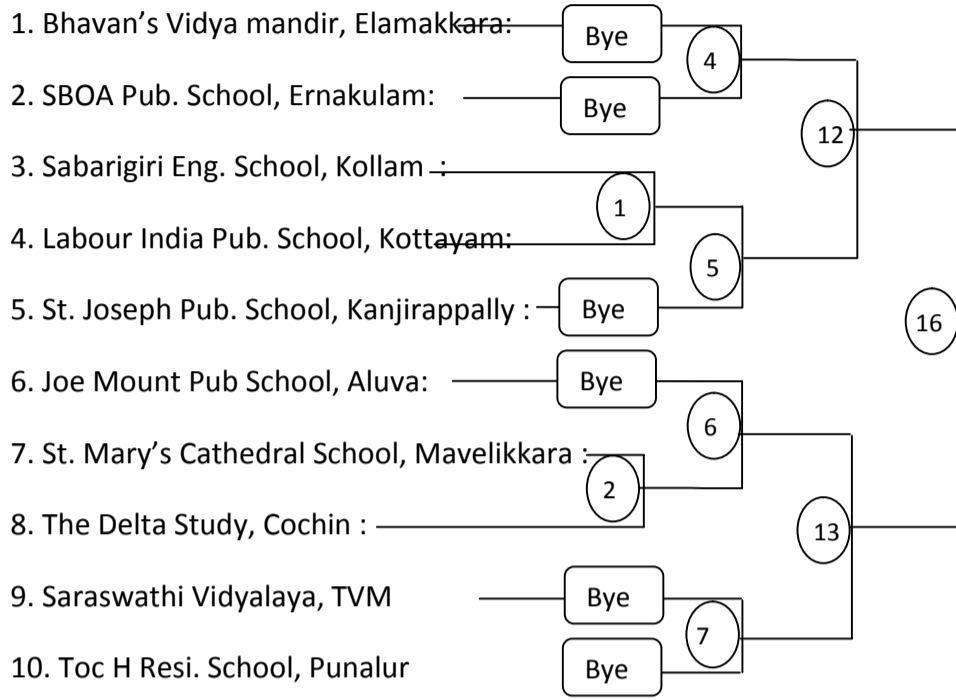 1. Bhavan’s Vidya mandir, Elamakkara: Bye
4
2. SBOA Pub. School, Ernakulam: Bye
12
3. Sabarigiri Eng. School, Kollam :
1
4. Labour India Pub. School, Kottayam:
5
5. St. Joseph Pub. School, Kanjirappally : Bye
16
6. Joe Mount Pub School, Aluva: Bye
6
7. St. Mary’s Cathedral School, Mavelikkara :
2
8. The Delta Study, Cochin :
13
9. Saraswathi Vidyalaya, TVM Bye
7
10. Toc H Resi. School, Punalur Bye